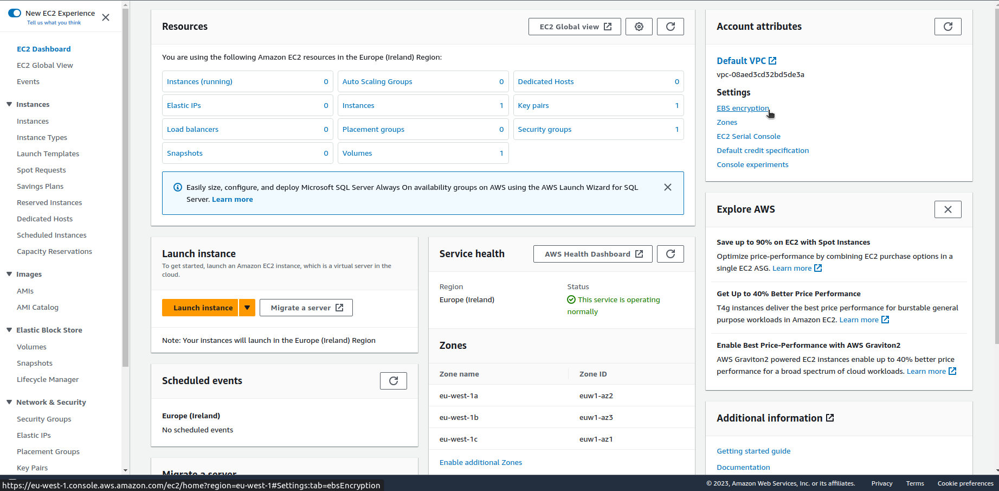 New EC2 Experience
Tell us what you think
EC2 Dashboard
EC2 Global View
Events
Instances
Instances
Instance Types
Launch Templates
Spot Requests
Savings Plans
Reserved Instances
Dedicated Hosts
Scheduled Instances
Capacity Reservations
Images
AMIs
AMI Catalog
Elastic Block Store
Volumes
Snapshots
Lifecycle Manager
Network & Security
Security Groups
Elastic IPs
Placement Groups
Key Pairs
Resources
EC2 Global view
You are using the following Amazon EC2 resources in the Europe (Ireland) Region:
Instances (running) 0
Auto Scaling Groups 0
Dedicated Hosts 0
Elastic IPs 0
Instances 1
Key pairs 1
Load balancers 0
Placement groups 0
Security groups 1
Snapshots 0
Volumes 1
Easily size, configure, and deploy Microsoft SQL Server Always On availability groups on AWS using the AWS Launch Wizard for SQL
Server. Learn more
Launch instance
To get started, launch an Amazon EC2 instance, which is a virtual server in the
cloud.
Launch instance
Migrate a server
Note: Your instances will launch in the Europe (Ireland) Region
Scheduled events
Europe (Ireland)
No scheduled events
Migrate a server
Service health
AWS Health Dashboard
Region
Status
Europe (Ireland)
This service is operating
normally
Zones
Zone name Zone ID
eu-west-1a euw1-az2
eu-west-1b euw1-az3
eu-west-1c euw1-az1
Enable additional Zones
Account attributes
Default VPC
vpc-08aed3cd32bd5de3a
Settings
EBS encryption
Zones
EC2 Serial Console
Default credit specification
Console experiments
Explore AWS
Save up to 90% on EC2 with Spot Instances
Optimize price-performance by combining EC2 purchase options in a
single EC2 ASG. Learn more
Get Up to 40% Better Price Performance
T4g instances deliver the best price performance for burstable general
purpose workloads in Amazon EC2. Learn more
Enable Best Price-Performance with AWS Graviton2
AWS Graviton2 powered EC2 instances enable up to 40% better price
performance for a broad spectrum of cloud workloads. Learn more
Additional information
Getting started guide
Documentation
https://eu-west-1.console.aws.amazon.com/ec2/home?region=eu-west-1#Settings:tab=ebsEncryption
© 2023, Amazon Web Services, Inc. or its affiliates. Privacy Terms Cookie preferences